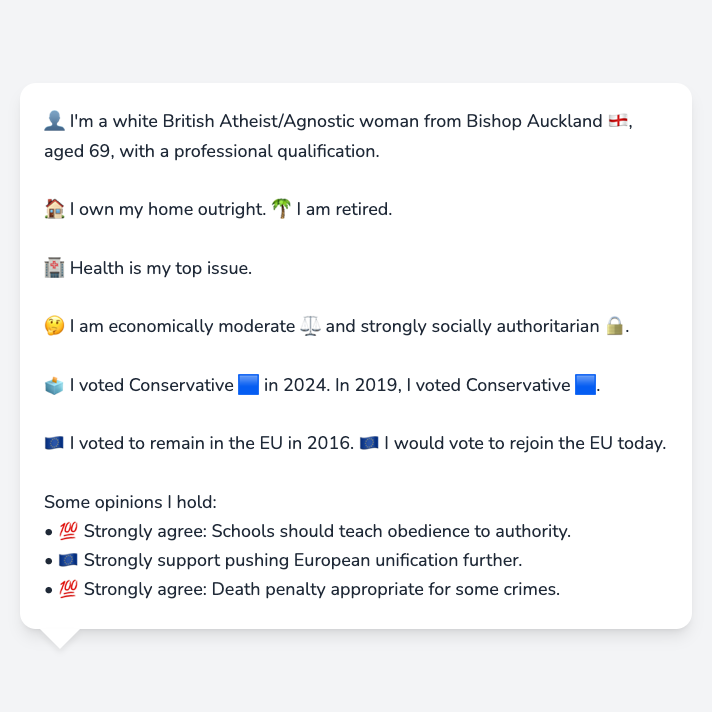 👤 I'm a white British Atheist/Agnostic woman from Bishop Auckland 🏴󠁧󠁢󠁥󠁮󠁧󠁿,
aged 69, with a professional qualification.
🏠 I own my home outright. 🌴 I am retired.
🏥 Health is my top issue.
🤔 I am economically moderate ⚖️ and strongly socially authoritarian 🔒.
🗳️ I voted Conservative 🟦 in 2024. In 2019, I voted Conservative 🟦.
🇪🇺 I voted to remain in the EU in 2016. 🇪🇺 I would vote to rejoin the EU today.
Some opinions I hold:
• 💯 Strongly agree: Schools should teach obedience to authority.
• 🇪🇺 Strongly support pushing European unification further.
• 💯 Strongly agree: Death penalty appropriate for some crimes.